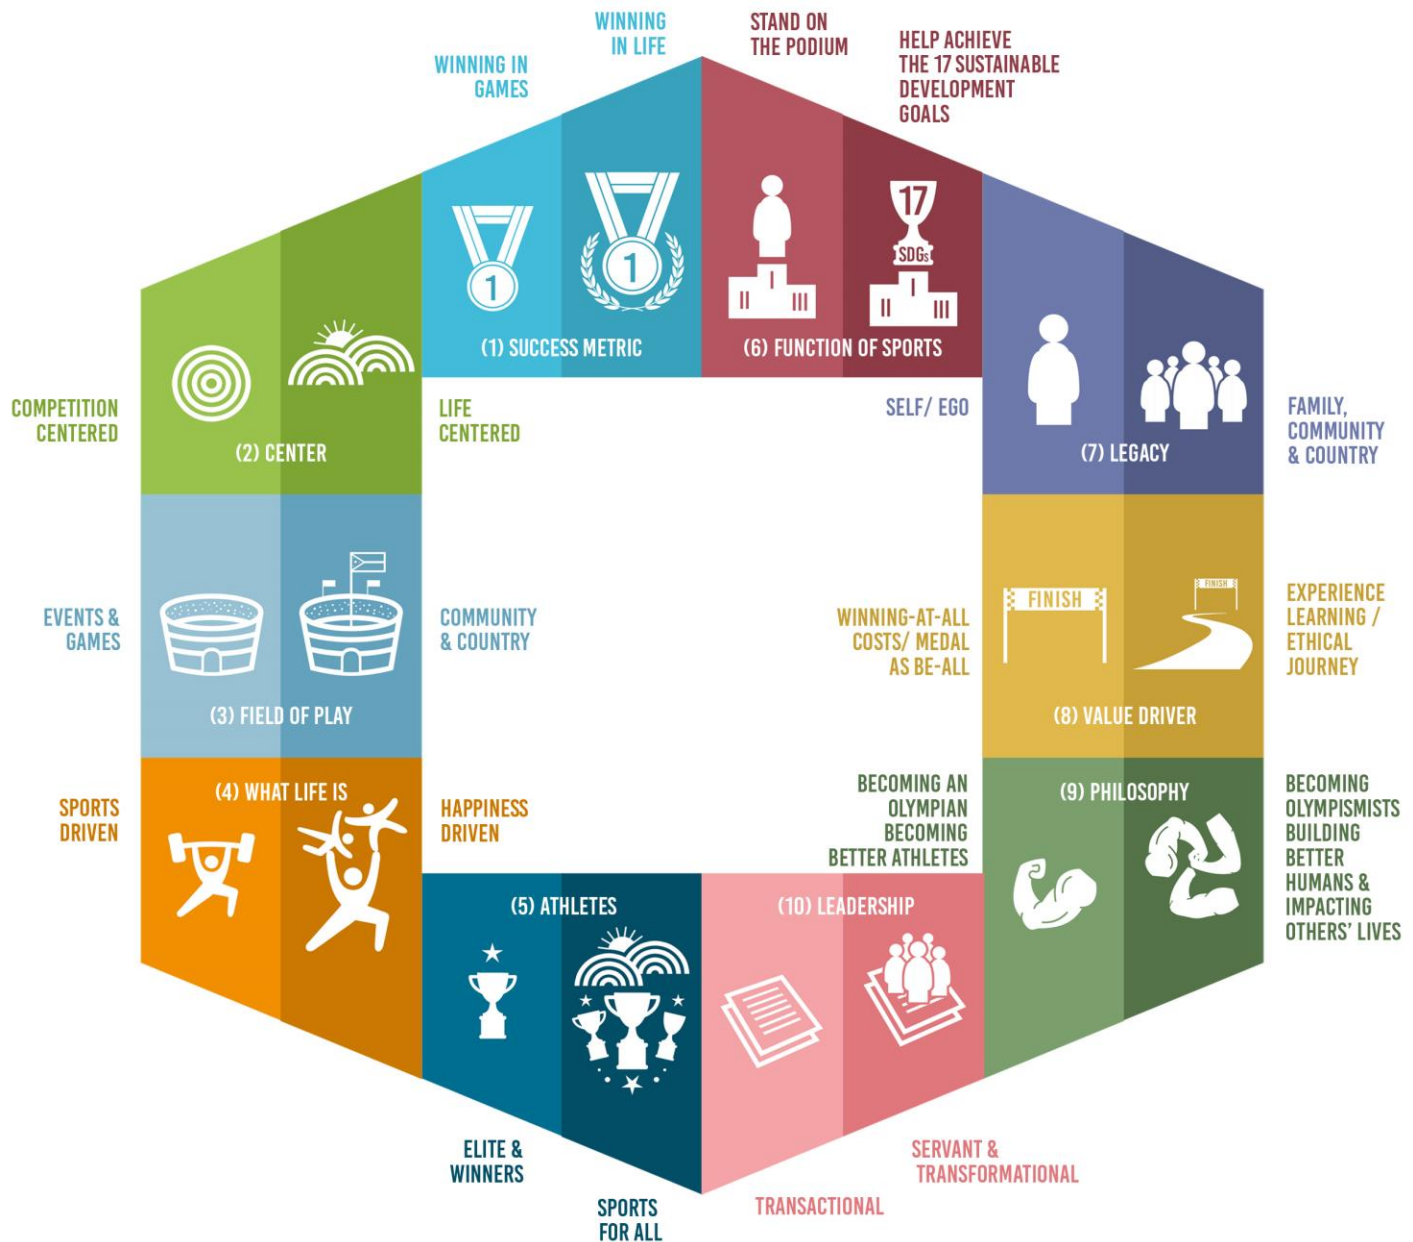 WINNING IN
GAMES
WINNING
IN LIFE
1
1
(1) SUCCESS METRIC
STAND ON
THE PODIUM
HELP ACHIEVE
THE 17 SUSTAINABLE
DEVELOPMENT
GOALS
I
II
III
17
SDGs
I
II
III
(6) FUNCTION OF SPORTS
COMPETITION
CENTERED
(2) CENTER
LIFE
CENTERED
SELF/ EGO
(7) LEGACY
FAMILY,
COMMUNITY
& COUNTRY
EVENTS &
GAMES
(3) FIELD OF PLAY
COMMUNITY
& COUNTRY
WINNING-AT-ALL
COSTS/ MEDAL
AS BE-ALL
FINISH
FINISH
(8) VALUE DRIVER
EXPERIENCE
LEARNING /
ETHICAL
JOURNEY
SPORTS
DRIVEN
(4) WHAT LIFE IS
HAPPINESS
DRIVEN
BECOMING AN
OLYMPIAN
BECOMING
BETTER ATHLETES
(9) PHILOSOPHY
BECOMING
OLYMPISMISTS
BUILDING
BETTER
HUMANS &
IMPACTING
OTHERS' LIVES
(5) ATHLETES
ELITE &
WINNERS
SPORTS
FOR ALL
(10) LEADERSHIP
TRANSACTIONAL
SERVANT &
TRANSFORMATIONAL